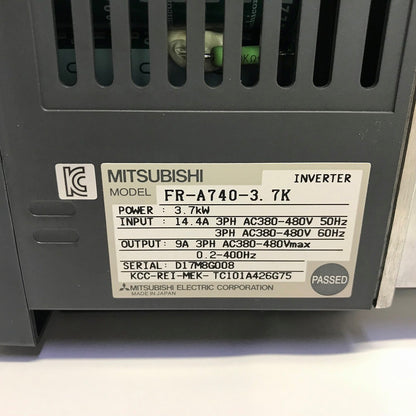 MITSUBISHI INVERTER
MODEL FR-A740-3.7K
POWER : 3.7kW
INPUT : 14.4A 3PH AC380-480V 50Hz
3PH AC380-480V 60Hz
OUTPUT: 9A 3PH AC380-480Vmax
0.2-400Hz
SERIAL: D17M8G008
KCC-REI-MEK-TC101A426G75
PASSED
MITSUBISHI ELECTRIC CORPORATION
MADE IN JAPAN